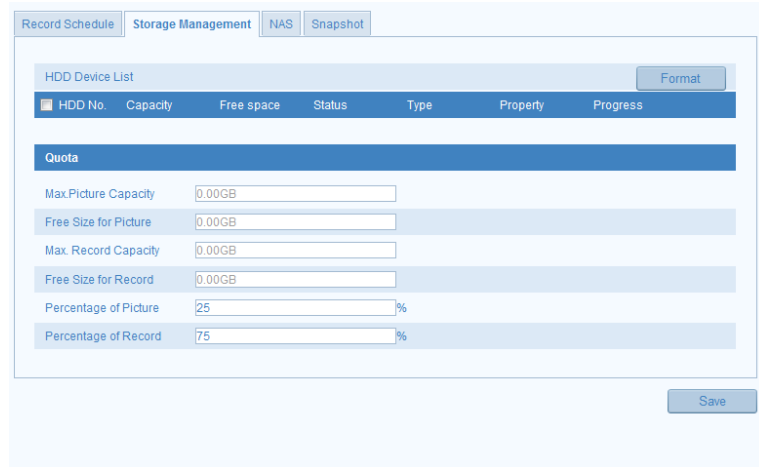 Record Schedule Storage Management NAS Snapshot
HDD Device List Format
HDD No. Capacity Free space Status Type Property Progress
Quota
Max.Picture Capacity 0.00GB
Free Size for Picture 0.00GB
Max. Record Capacity 0.00GB
Free Size for Record 0.00GB
Percentage of Picture 25 %
Percentage of Record 75 %
Save